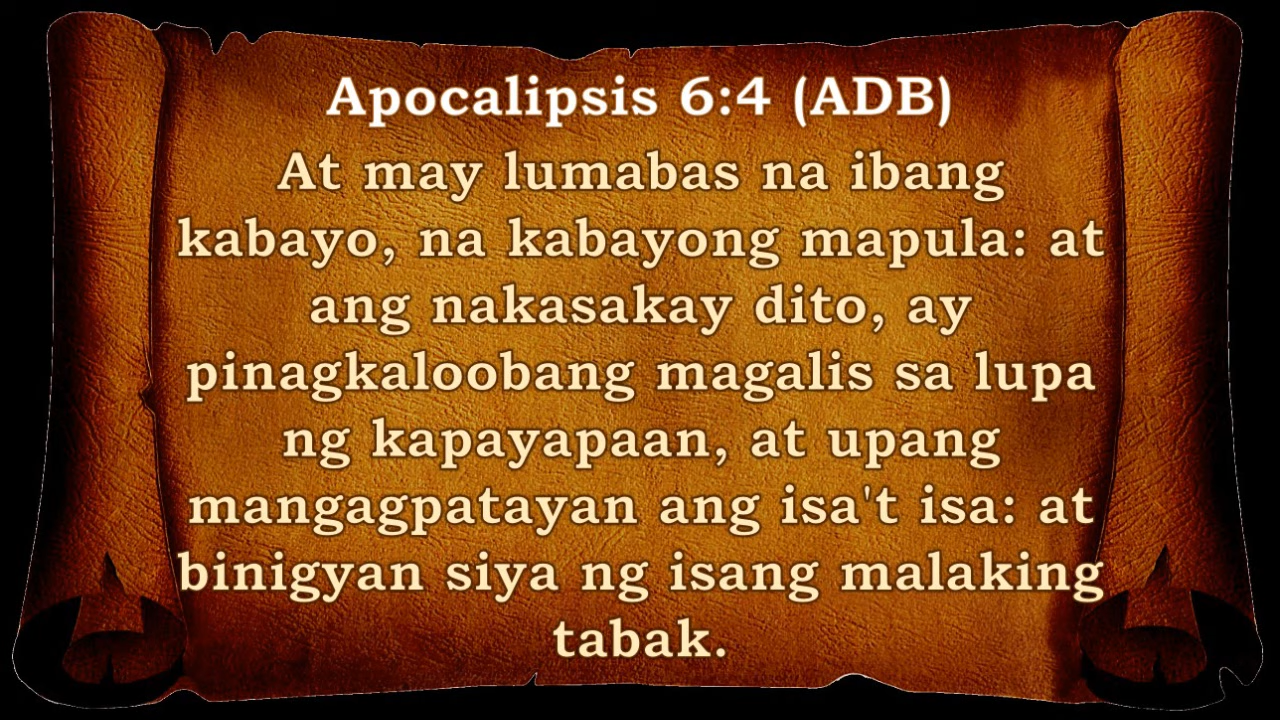 Apocalipsis 6:4 (ADB)
At may lumabas na ibang
kabayo, na kabayong mapula: at
ang nakasakay dito, ay
pinagkaloobang magalis sa lupa
ng kapayapaan, at upang
mangagpatayan ang isa't isa: at
binigyan siya ng isang malaking
tabak.